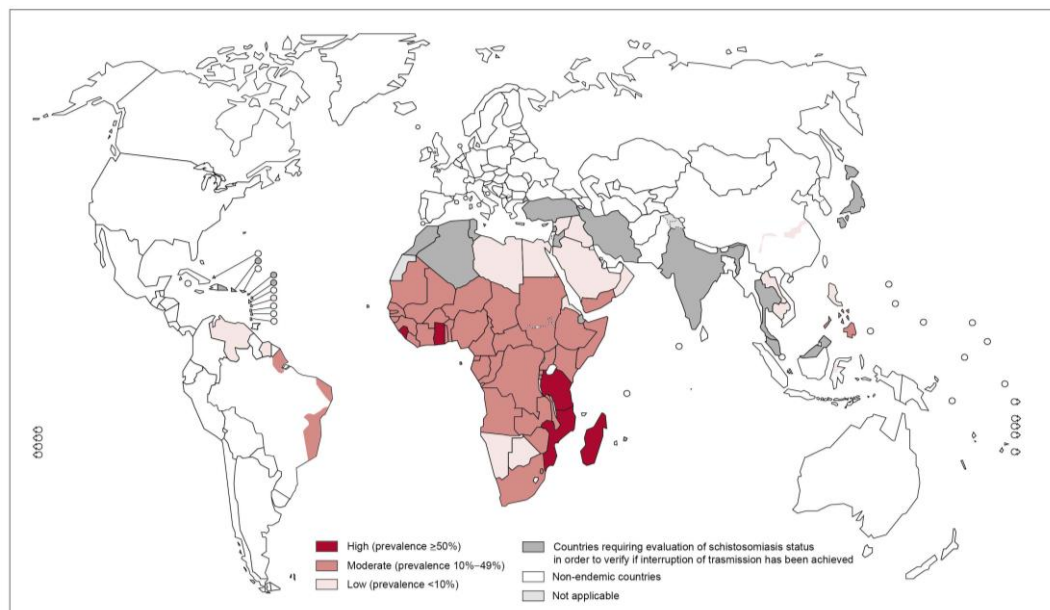 High (prevalence ≥50%)
Moderate (prevalence 10%–49%)
Low (prevalence <10%)
Countries requiring evaluation of schistosomiasis status
in order to verify if interruption of trasmission has been achieved
Non-endemic countries
Not applicable